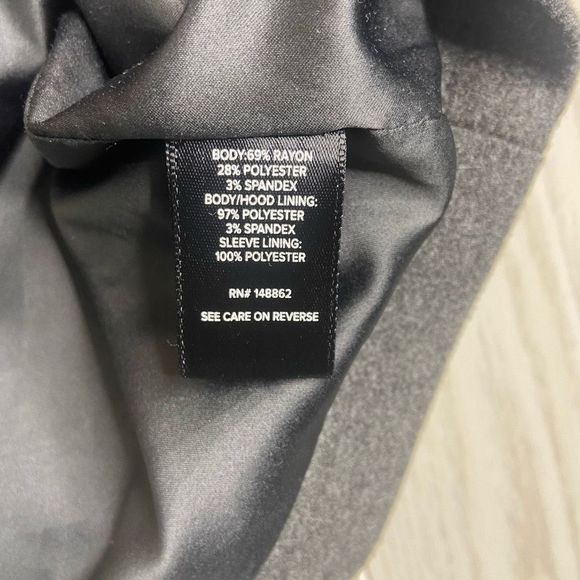 BODY:69% RAYON
28% POLYESTER
3% SPANDEX
BODY/HOOD LINING:
97% POLYESTER
3% SPANDEX
SLEEVE LINING:
100% POLYESTER
RN# 148862
SEE CARE ON REVERSE